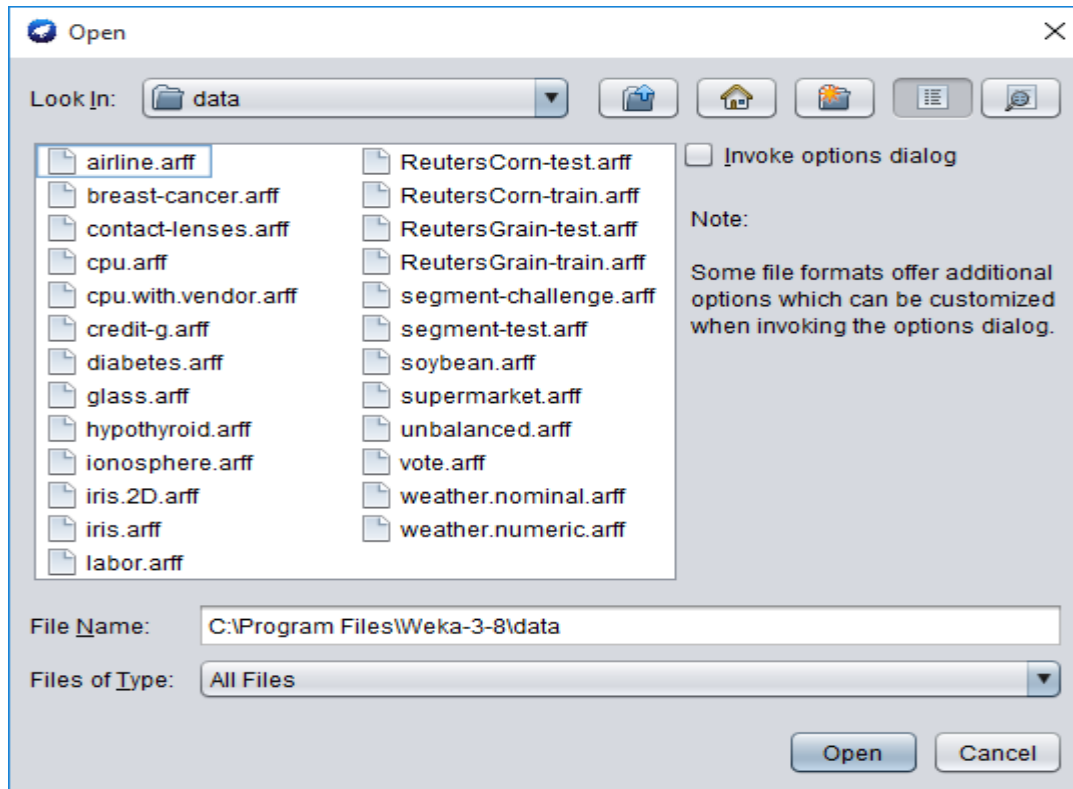 Open
Look In: data
airline.arff
breast-cancer.arff
contact-lenses.arff
cpu.arff
cpu.with.vendor.arff
credit-g.arff
diabetes.arff
glass.arff
hypothyroid.arff
ionosphere.arff
iris.2D.arff
iris.arff
labor.arff
ReutersCorn-test.arff
ReutersCorn-train.arff
ReutersGrain-test.arff
ReutersGrain-train.arff
segment-challenge.arff
segment-test.arff
soybean.arff
supermarket.arff
unbalanced.arff
vote.arff
weather.nominal.arff
weather.numeric.arff
Invoke options dialog
Note:
Some file formats offer additional
options which can be customized
when invoking the options dialog.
File Name: C:\Program Files\Weka-3-8\data
Files of Type: All Files
Open Cancel